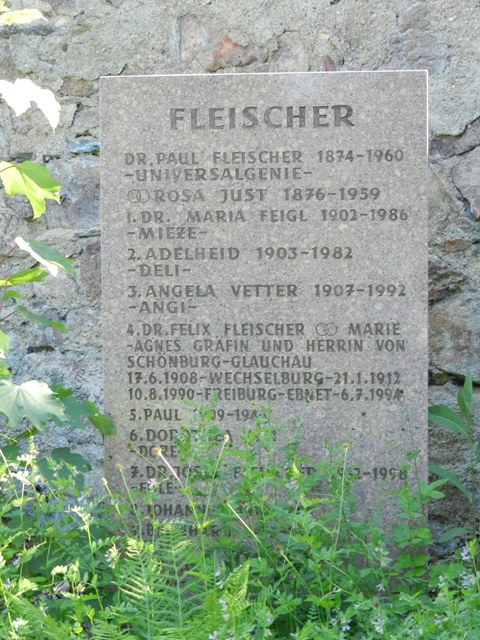 FLEISCHER
DR. PAUL FLEISCHER 1874-1960
-UNIVERSALGENIE-
⚭ ROSA JUST 1876-1959
1. DR. MARIA FEIGL 1902-1986
-MIEZE-
2. ADELHEID 1903-1982
-DELI-
3. ANGELA VETTER 1907-1992
-ANGI-
4. DR. FELIX FLEISCHER ⚭ MARIE
-AGNES GRÄFIN UND HERRIN VON
SCHÖNBURG-GLAUCHAU
17.6.1908-WECHSELBURG-21.1.1912
10.8.1990-FREIBURG-EBNET-6.7.1994
5. PAUL
6.
7. DR.